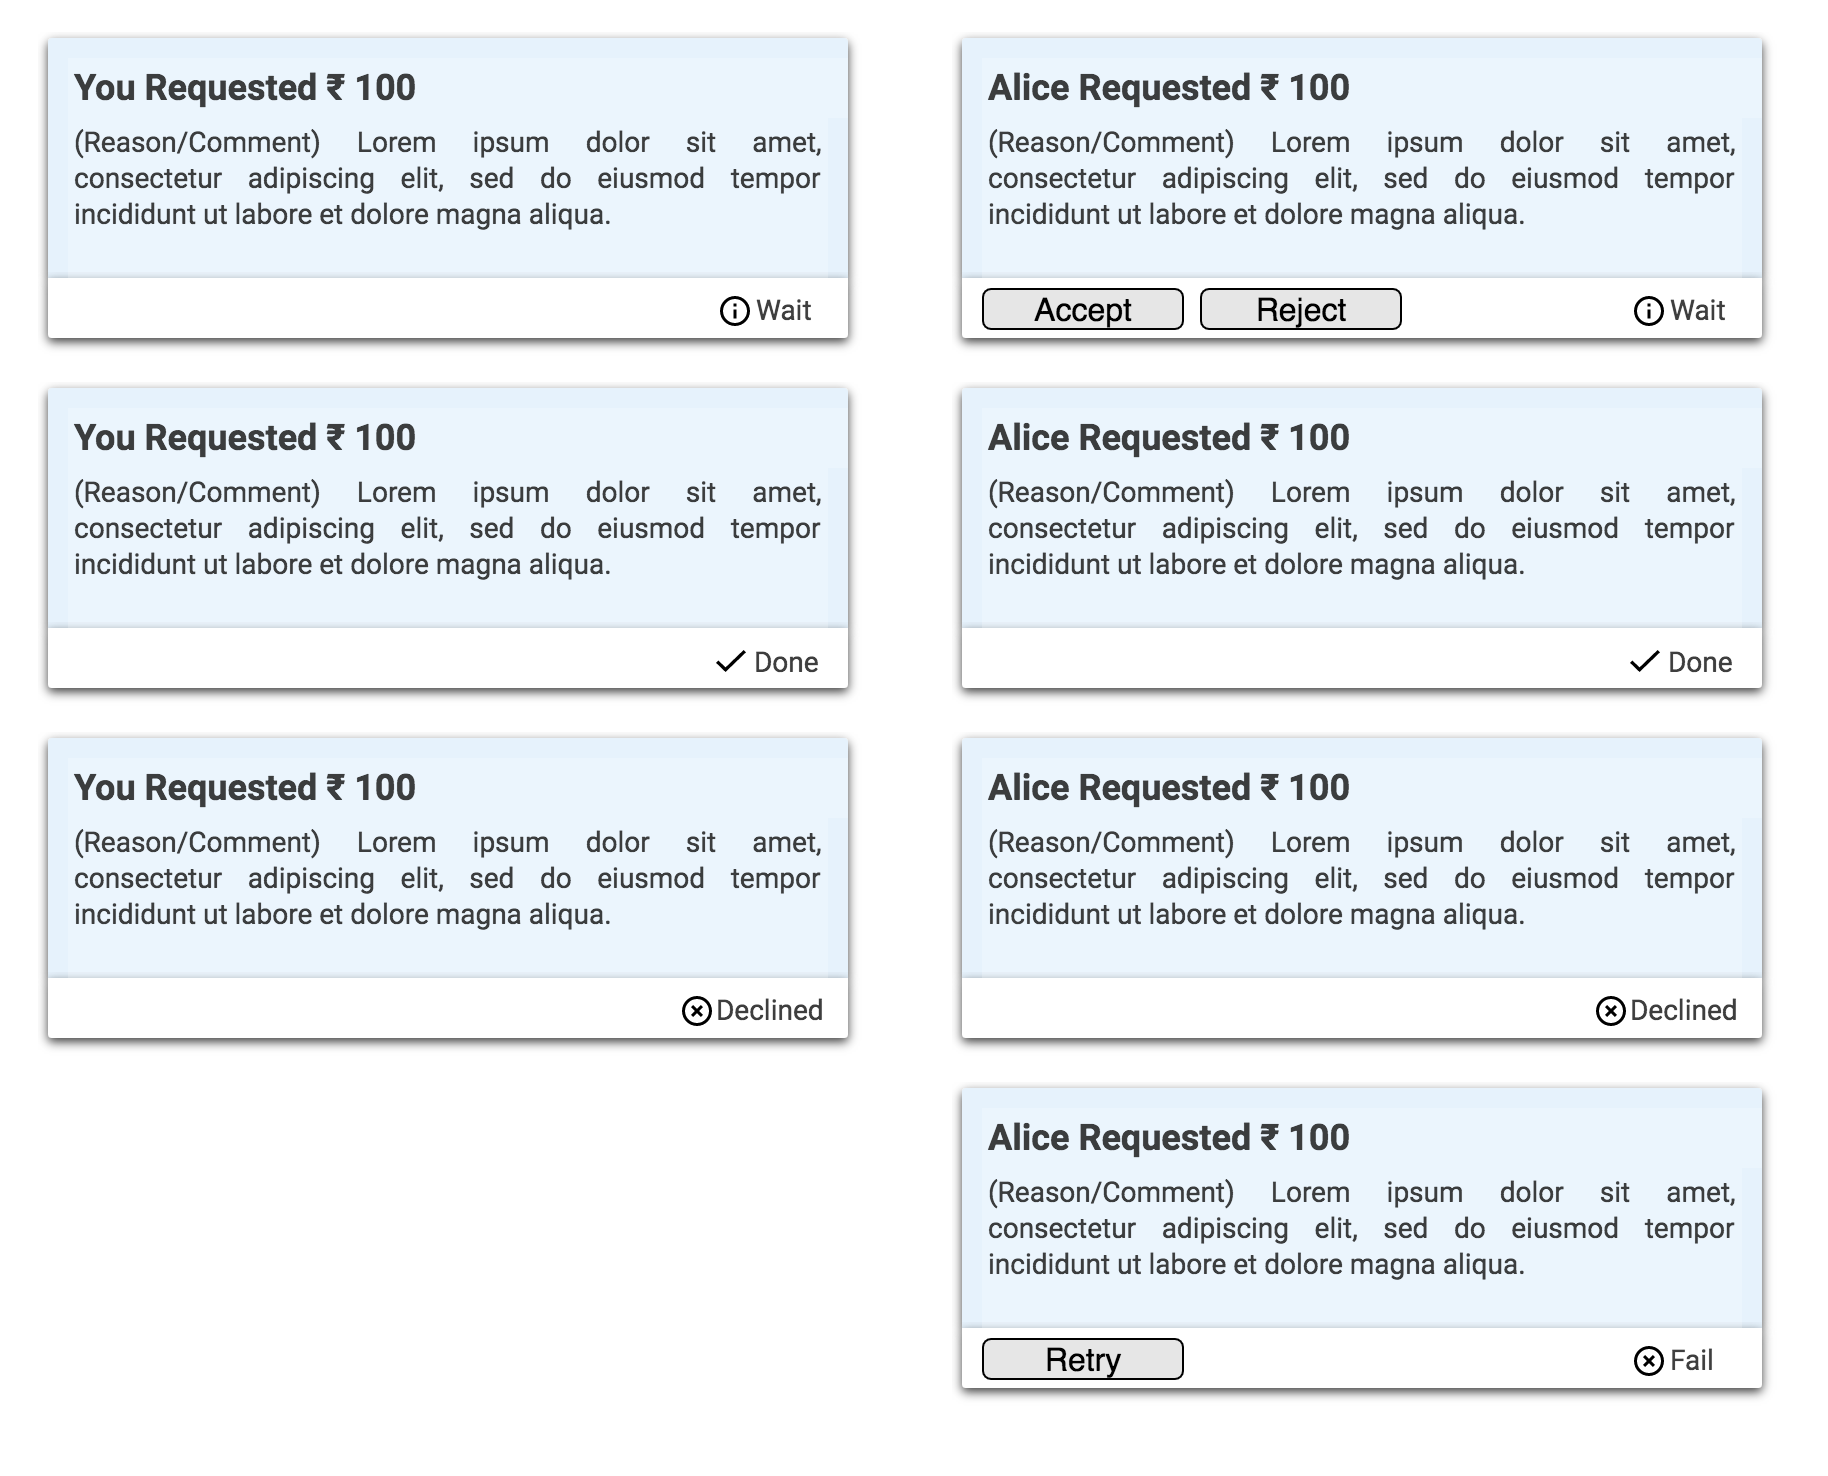 You Requested ₹ 100
(Reason/Comment) Lorem ipsum dolor sit amet,
consectetur adipiscing elit, sed do eiusmod tempor
incididunt ut labore et dolore magna aliqua.
Wait
Alice Requested ₹ 100
(Reason/Comment) Lorem ipsum dolor sit amet,
consectetur adipiscing elit, sed do eiusmod tempor
incididunt ut labore et dolore magna aliqua.
Accept Reject Wait
You Requested ₹ 100
(Reason/Comment) Lorem ipsum dolor sit amet,
consectetur adipiscing elit, sed do eiusmod tempor
incididunt ut labore et dolore magna aliqua.
Done
Alice Requested ₹ 100
(Reason/Comment) Lorem ipsum dolor sit amet,
consectetur adipiscing elit, sed do eiusmod tempor
incididunt ut labore et dolore magna aliqua.
Done
You Requested ₹ 100
(Reason/Comment) Lorem ipsum dolor sit amet,
consectetur adipiscing elit, sed do eiusmod tempor
incididunt ut labore et dolore magna aliqua.
Declined
Alice Requested ₹ 100
(Reason/Comment) Lorem ipsum dolor sit amet,
consectetur adipiscing elit, sed do eiusmod tempor
incididunt ut labore et dolore magna aliqua.
Declined
Alice Requested ₹ 100
(Reason/Comment) Lorem ipsum dolor sit amet,
consectetur adipiscing elit, sed do eiusmod tempor
incididunt ut labore et dolore magna aliqua.
Retry Fail